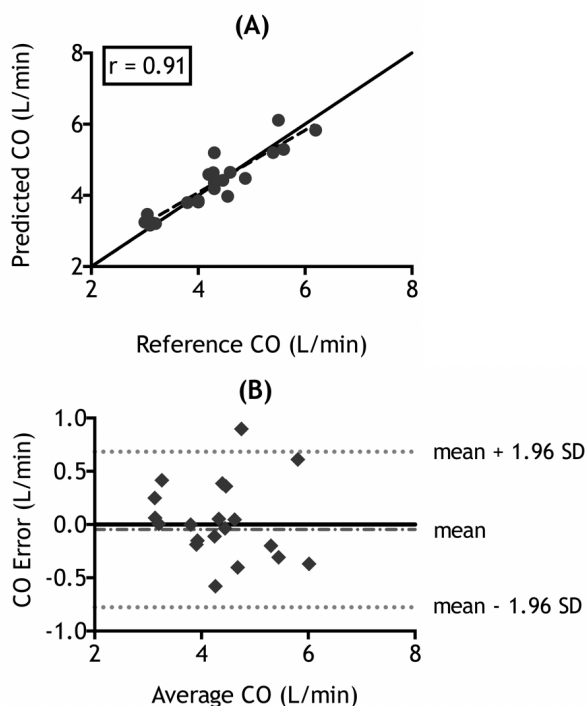 (A)
r = 0.91
Predicted CO (L/min)
8
6
4
2
2 4 6 8
Reference CO (L/min)
(B)
CO Error (L/min)
1.0
0.5
0.0
-0.5
-1.0
mean + 1.96 SD
mean
mean - 1.96 SD
2 4 6 8
Average CO (L/min)